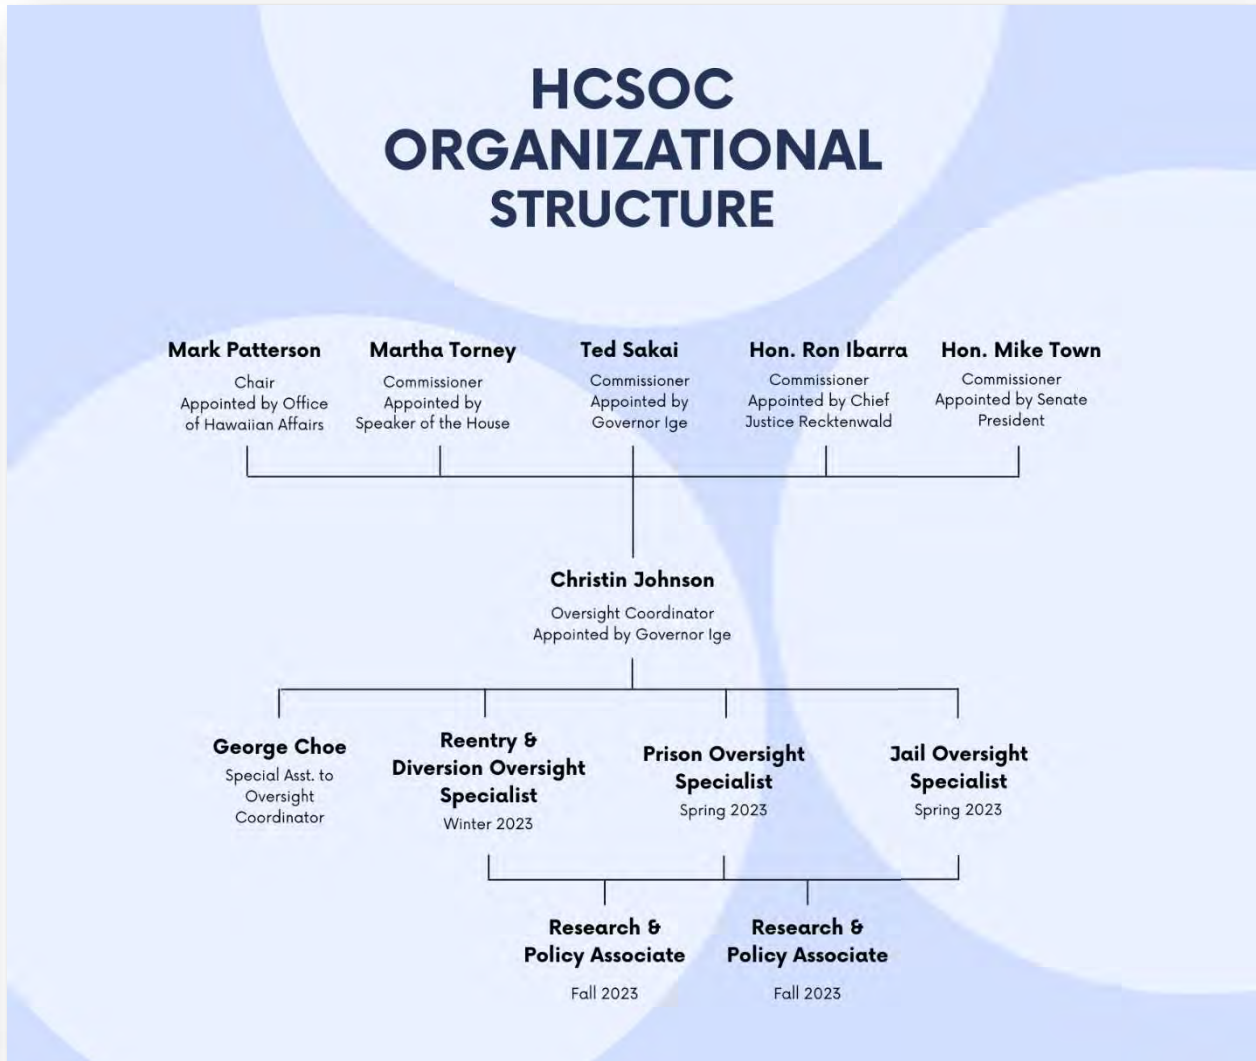 HCSOC
ORGANIZATIONAL
STRUCTURE
Mark Patterson
Chair
Appointed by Office
of Hawaiian Affairs
Martha Torney
Commissioner
Appointed by
Speaker of the House
Ted Sakai
Commissioner
Appointed by
Governor Ige
Hon. Ron Ibarra
Commissioner
Appointed by Chief
Justice Recktenwald
Hon. Mike Town
Commissioner
Appointed by Senate
President
Christin Johnson
Oversight Coordinator
Appointed by Governor Ige
George Choe
Special Asst. to
Oversight
Coordinator
Reentry &
Diversion Oversight
Specialist
Winter 2023
Prison Oversight
Specialist
Spring 2023
Jail Oversight
Specialist
Spring 2023
Research &
Policy Associate
Fall 2023
Research &
Policy Associate
Fall 2023